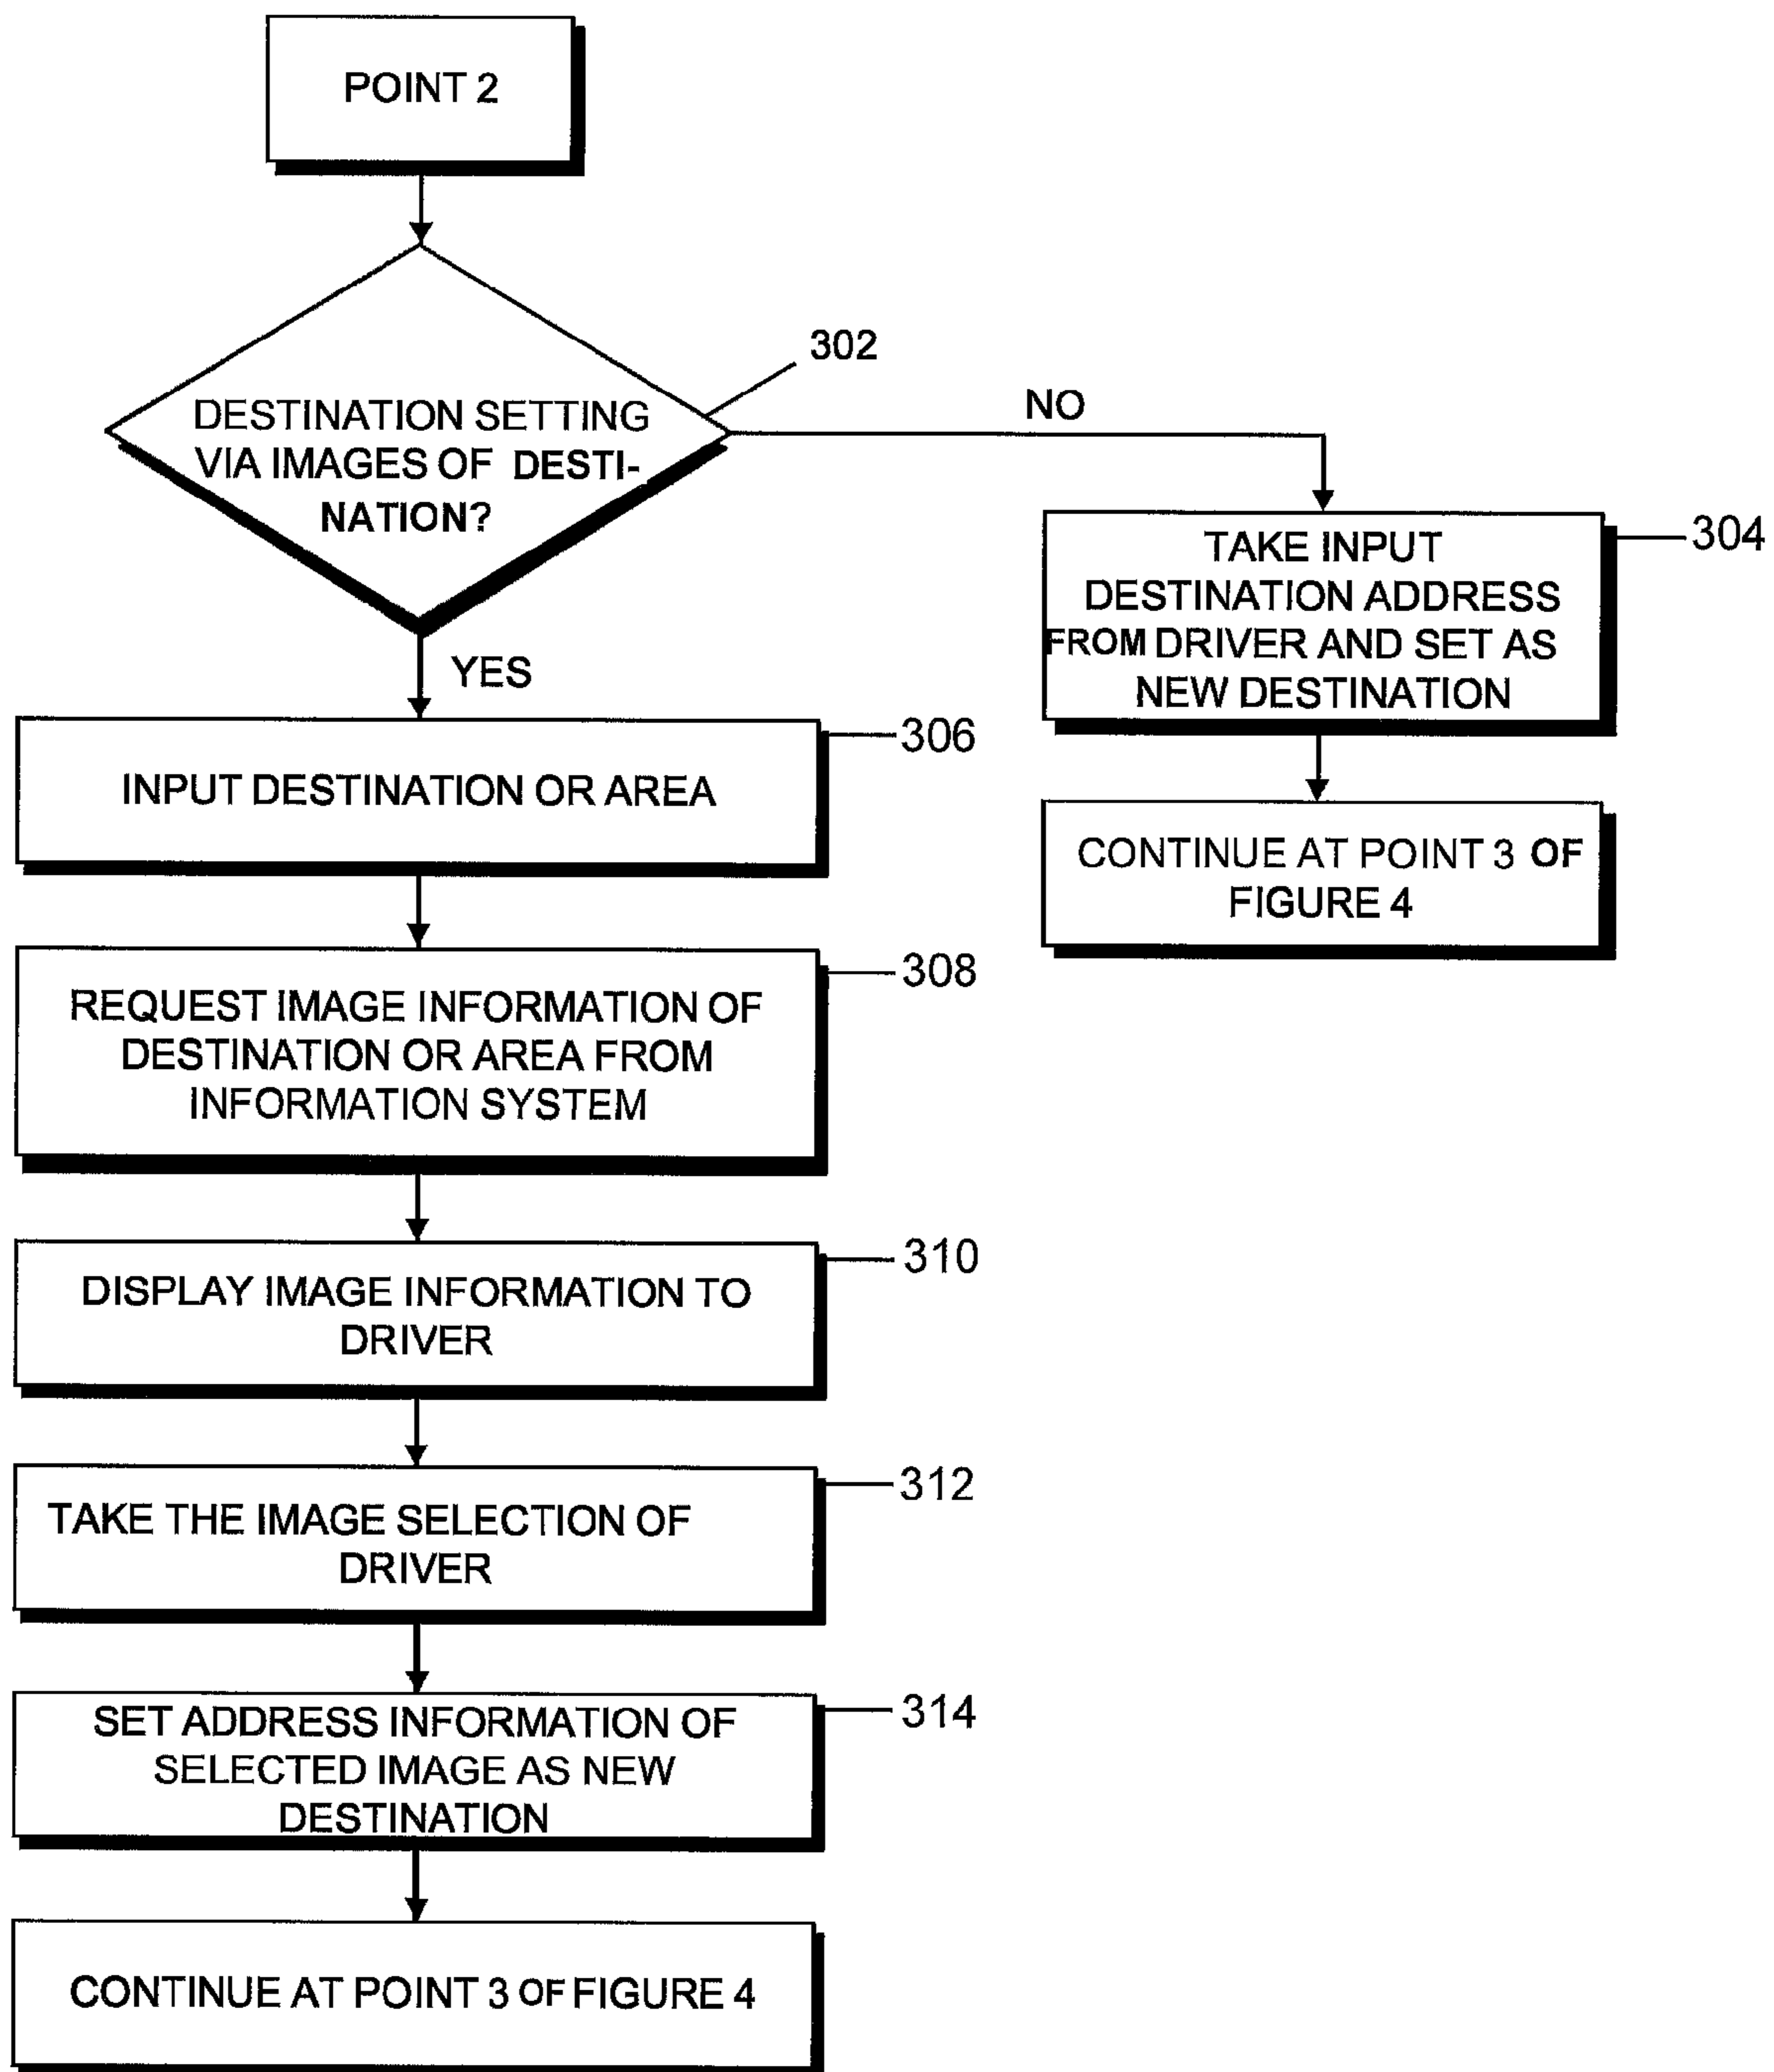 POINT 2
302
DESTINATION SETTING
VIA IMAGES OF DESTI-
NATION?
NO
YES
TAKE INPUT
DESTINATION ADDRESS
FROM DRIVER AND SET AS
NEW DESTINATION
304
CONTINUE AT POINT 3 OF
FIGURE 4
306
INPUT DESTINATION OR AREA
308
REQUEST IMAGE INFORMATION OF
DESTINATION OR AREA FROM
INFORMATION SYSTEM
310
DISPLAY IMAGE INFORMATION TO
DRIVER
312
TAKE THE IMAGE SELECTION OF
DRIVER
314
SET ADDRESS INFORMATION OF
SELECTED IMAGE AS NEW
DESTINATION
CONTINUE AT POINT 3 OF FIGURE 4